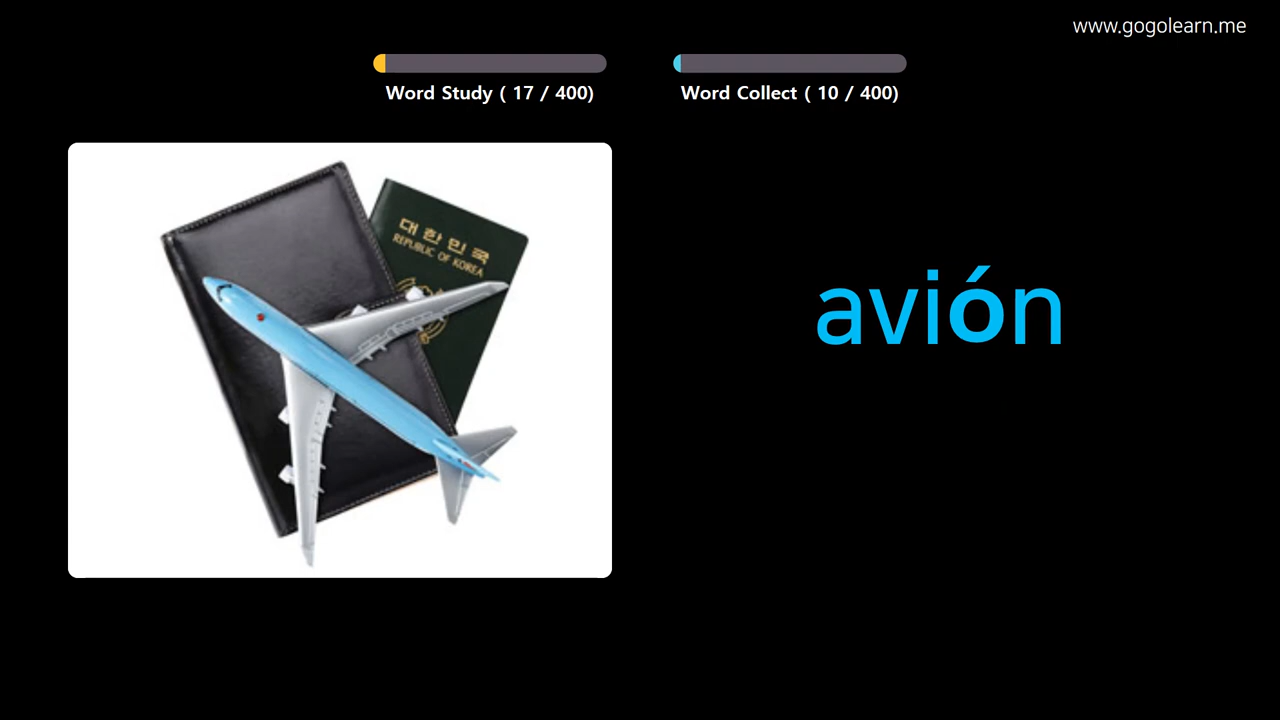 www.gogolearn.me
Word Study ( 17 / 400)
Word Collect ( 10 / 400)
대한민국
REPUBLIC OF KOREA
avión